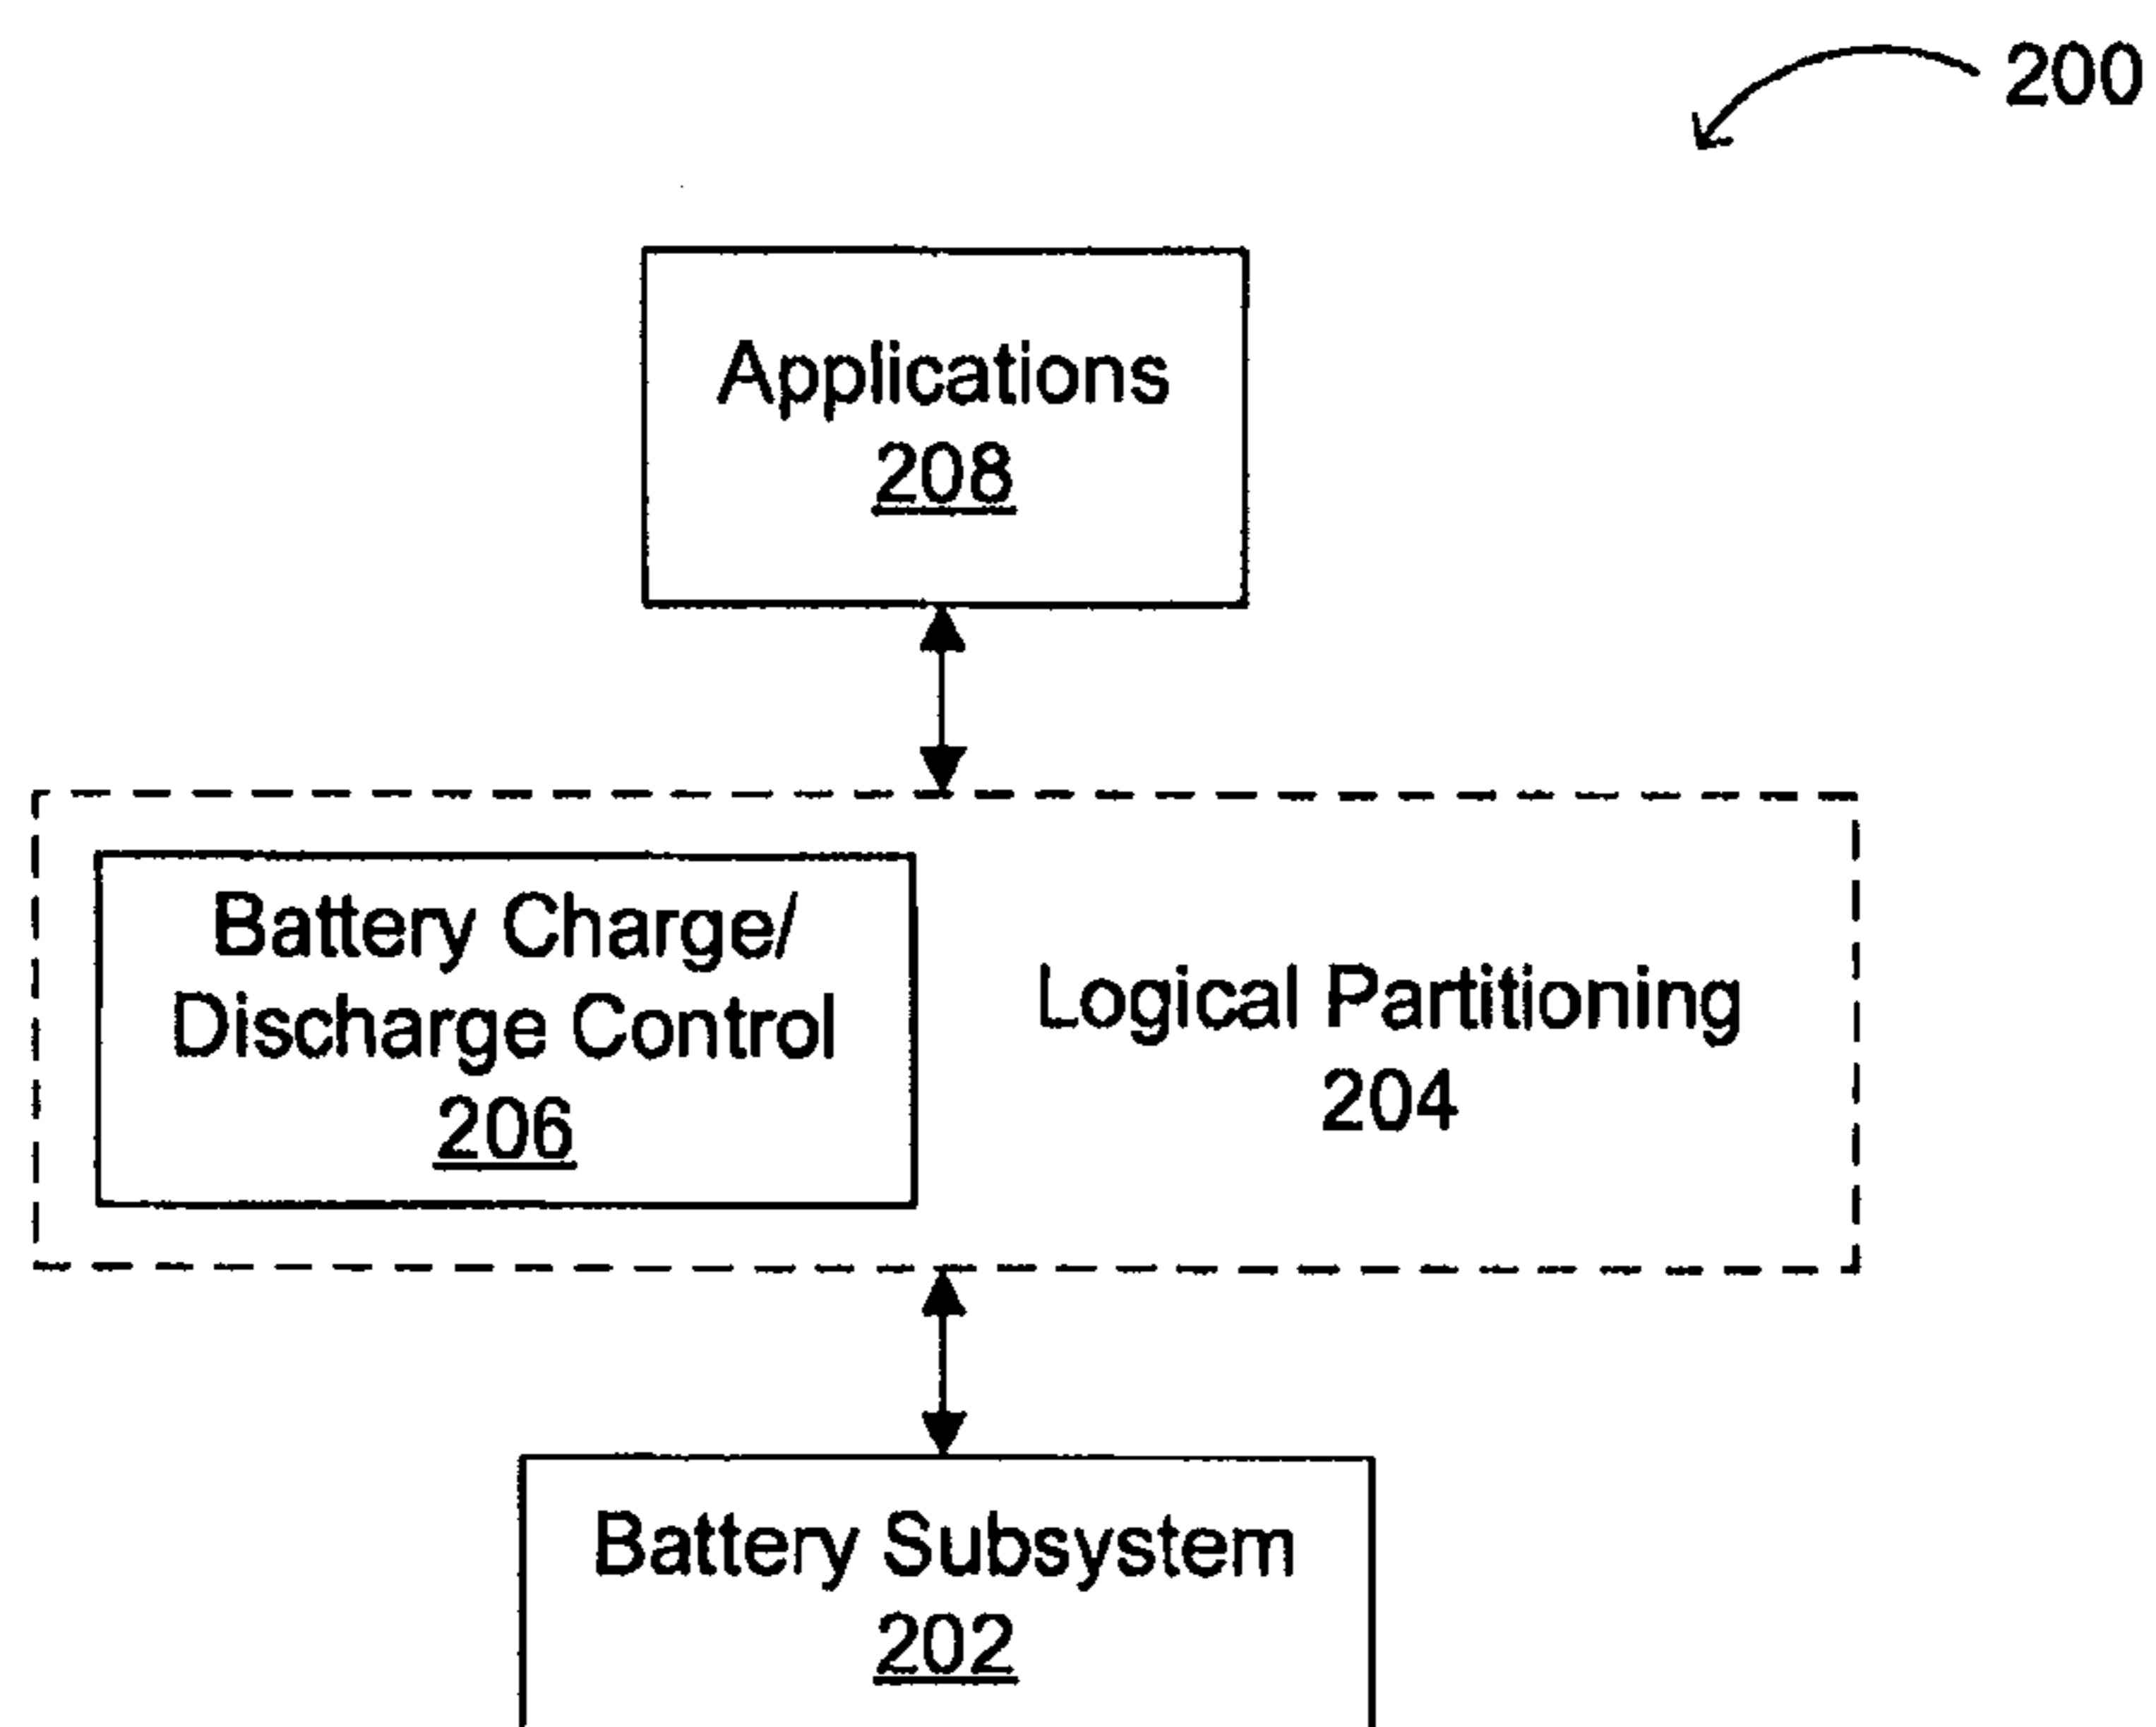 200
Applications
208
Battery Charge/
Discharge Control
206
Logical Partitioning
204
Battery Subsystem
202